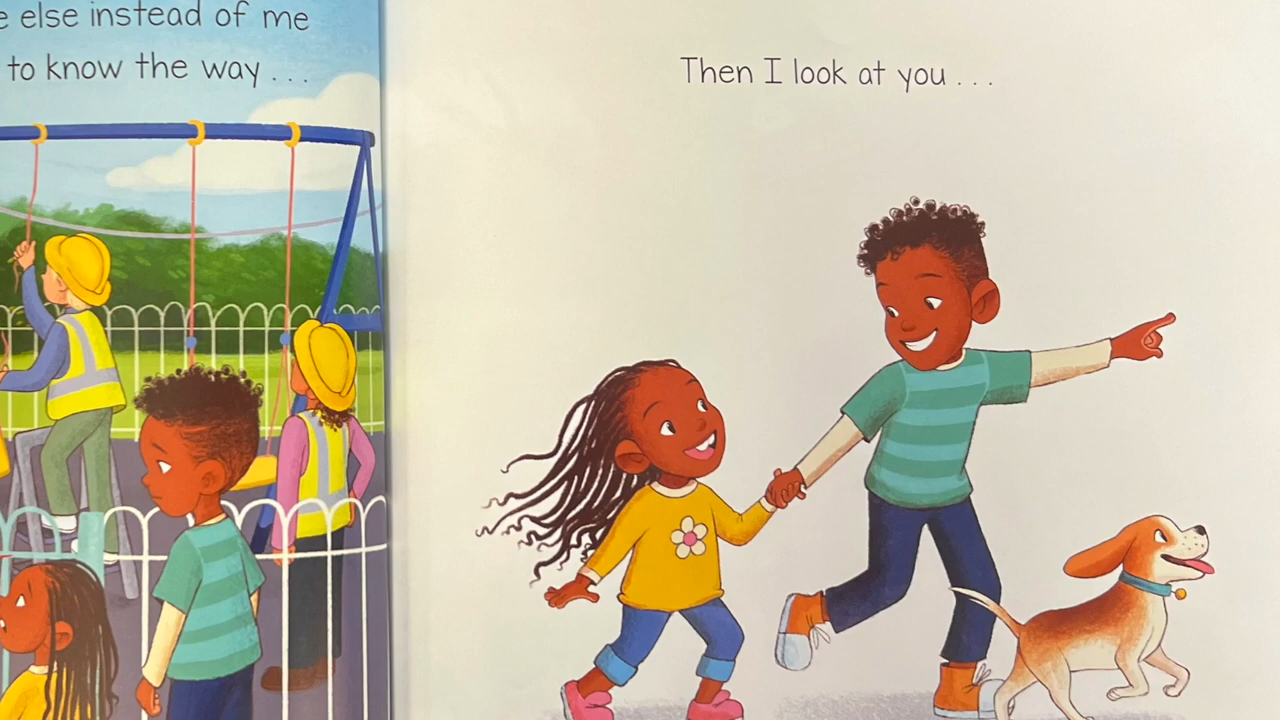 else instead of me
to know the way . . .
Then I look at you . . .